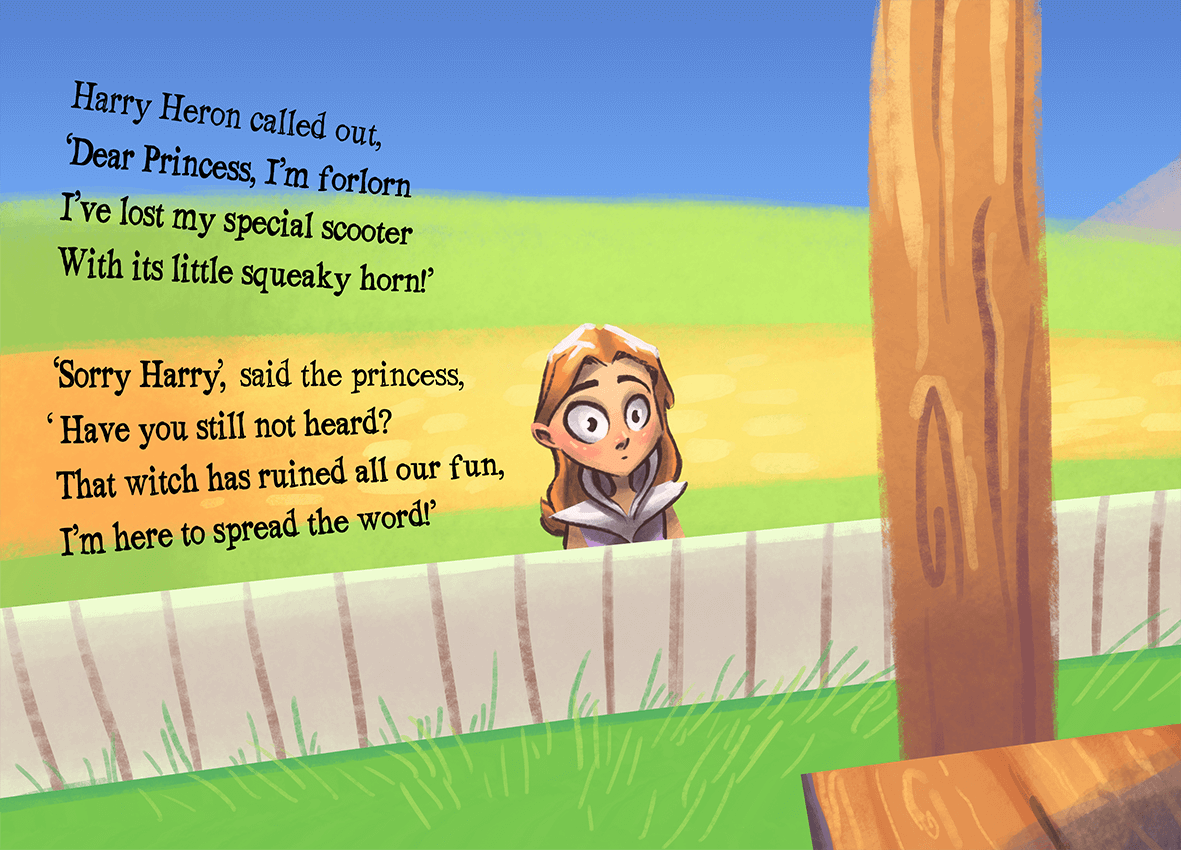 Harry Heron called out,
‘Dear Princess, I’m forlorn
I’ve lost my special scooter
With its little squeaky horn!’
‘Sorry Harry’, said the princess,
‘ Have you still not heard?
That witch has ruined all our fun,
I’m here to spread the word!’